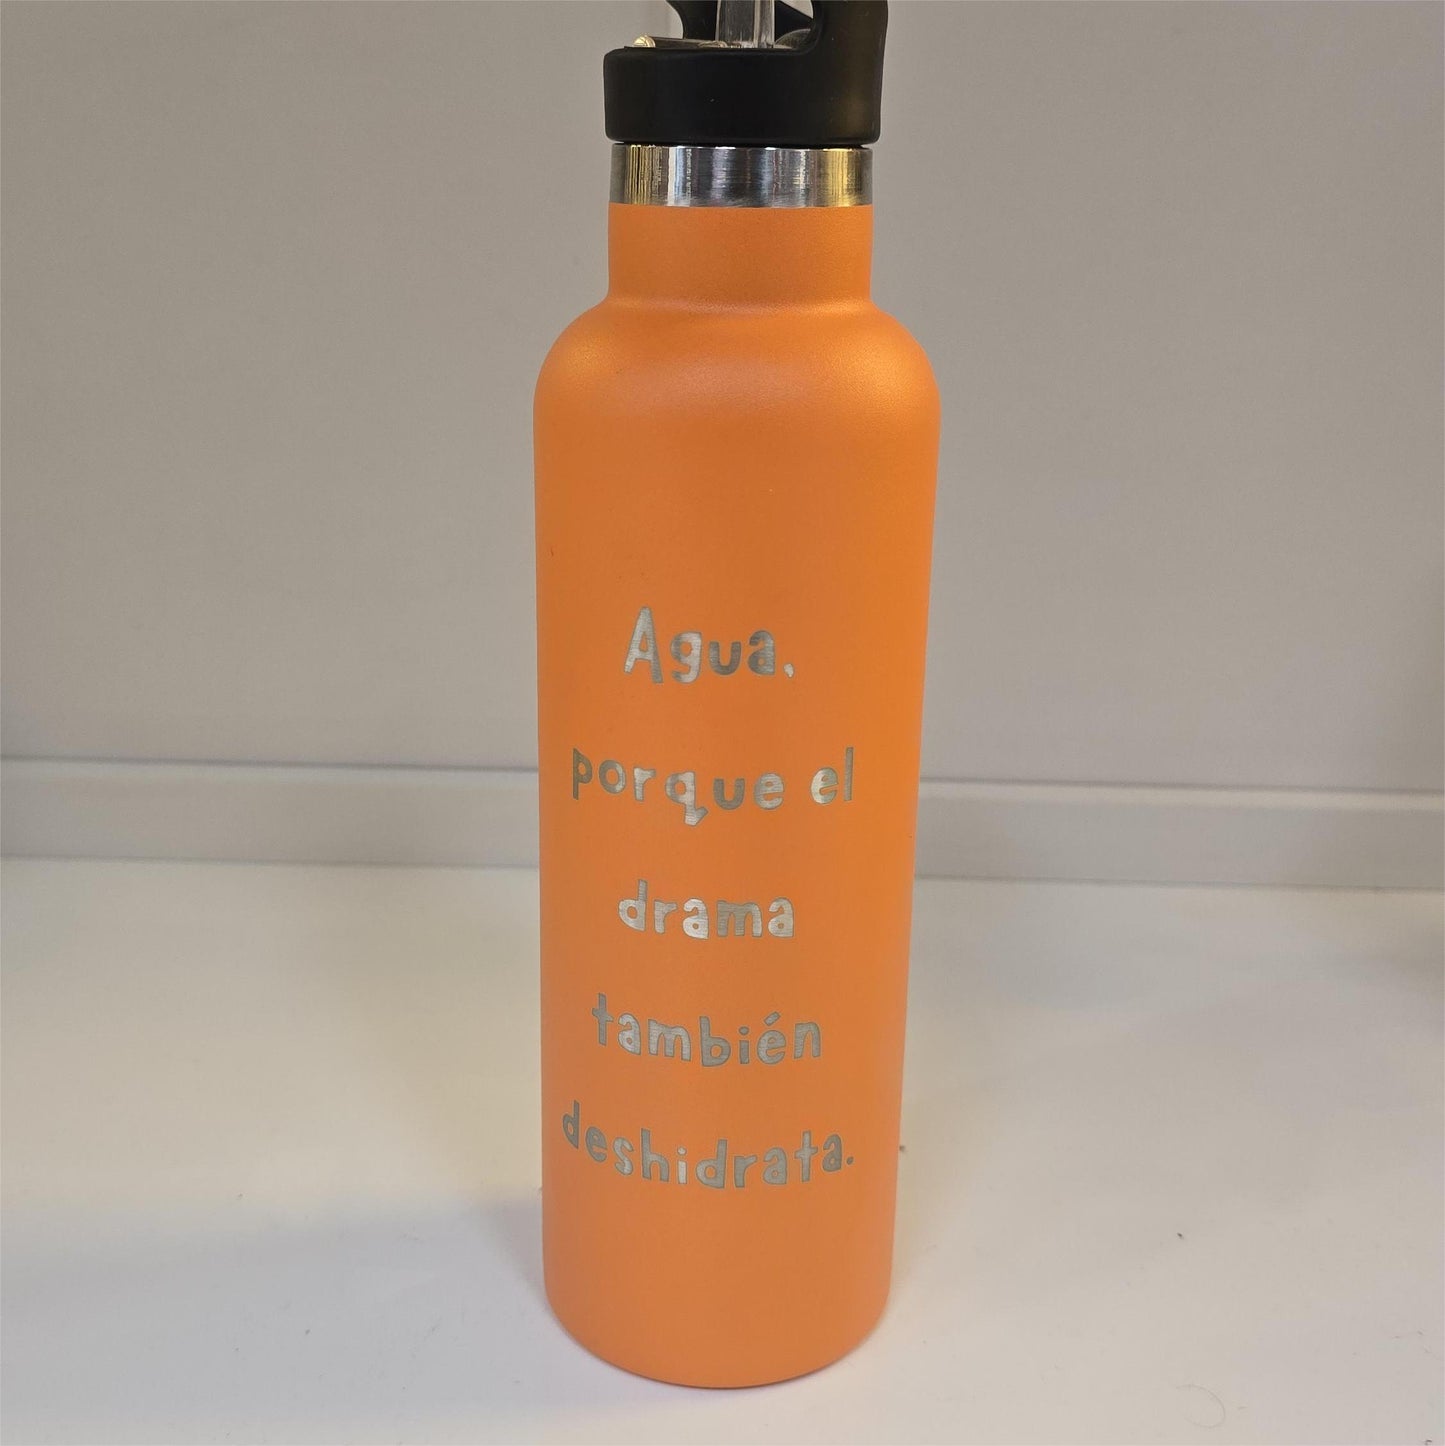 Agua,
porque el
drama
también
deshidrata.